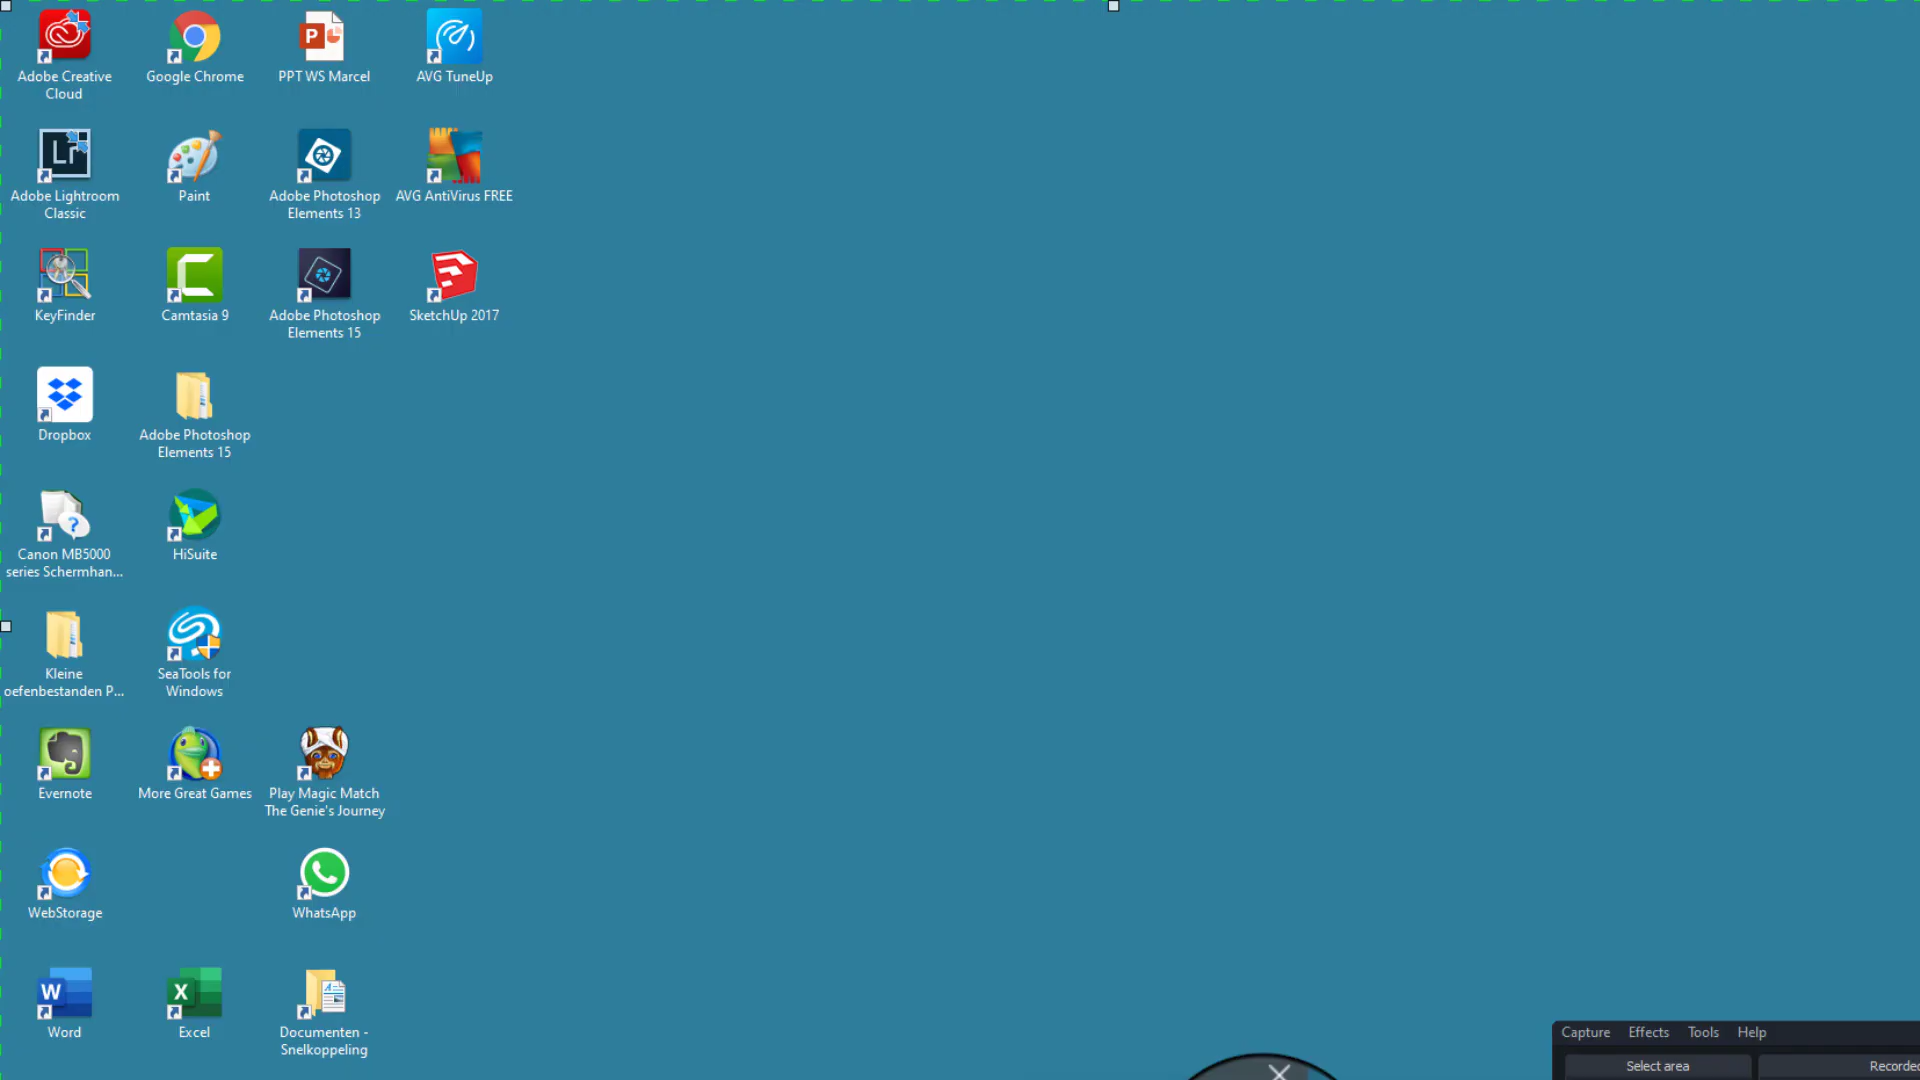 Adobe Creative
Cloud
Google Chrome
PPT WS Marcel
AVG TuneUp
Adobe Lightroom
Classic
Paint
Adobe Photoshop
Elements 13
AVG AntiVirus FREE
KeyFinder
Camtasia 9
Adobe Photoshop
Elements 15
SketchUp 2017
Dropbox
Adobe Photoshop
Elements 15
Canon MB5000
series Schermhan...
HiSuite
Kleine
oefenbestanden P...
SeaTools for
Windows
Evernote
More Great Games
Play Magic Match
The Genie's Journey
WebStorage
WhatsApp
Word
Excel
Documenten -
Snelkoppeling
Capture Effects Tools Help
Select area
Recorded